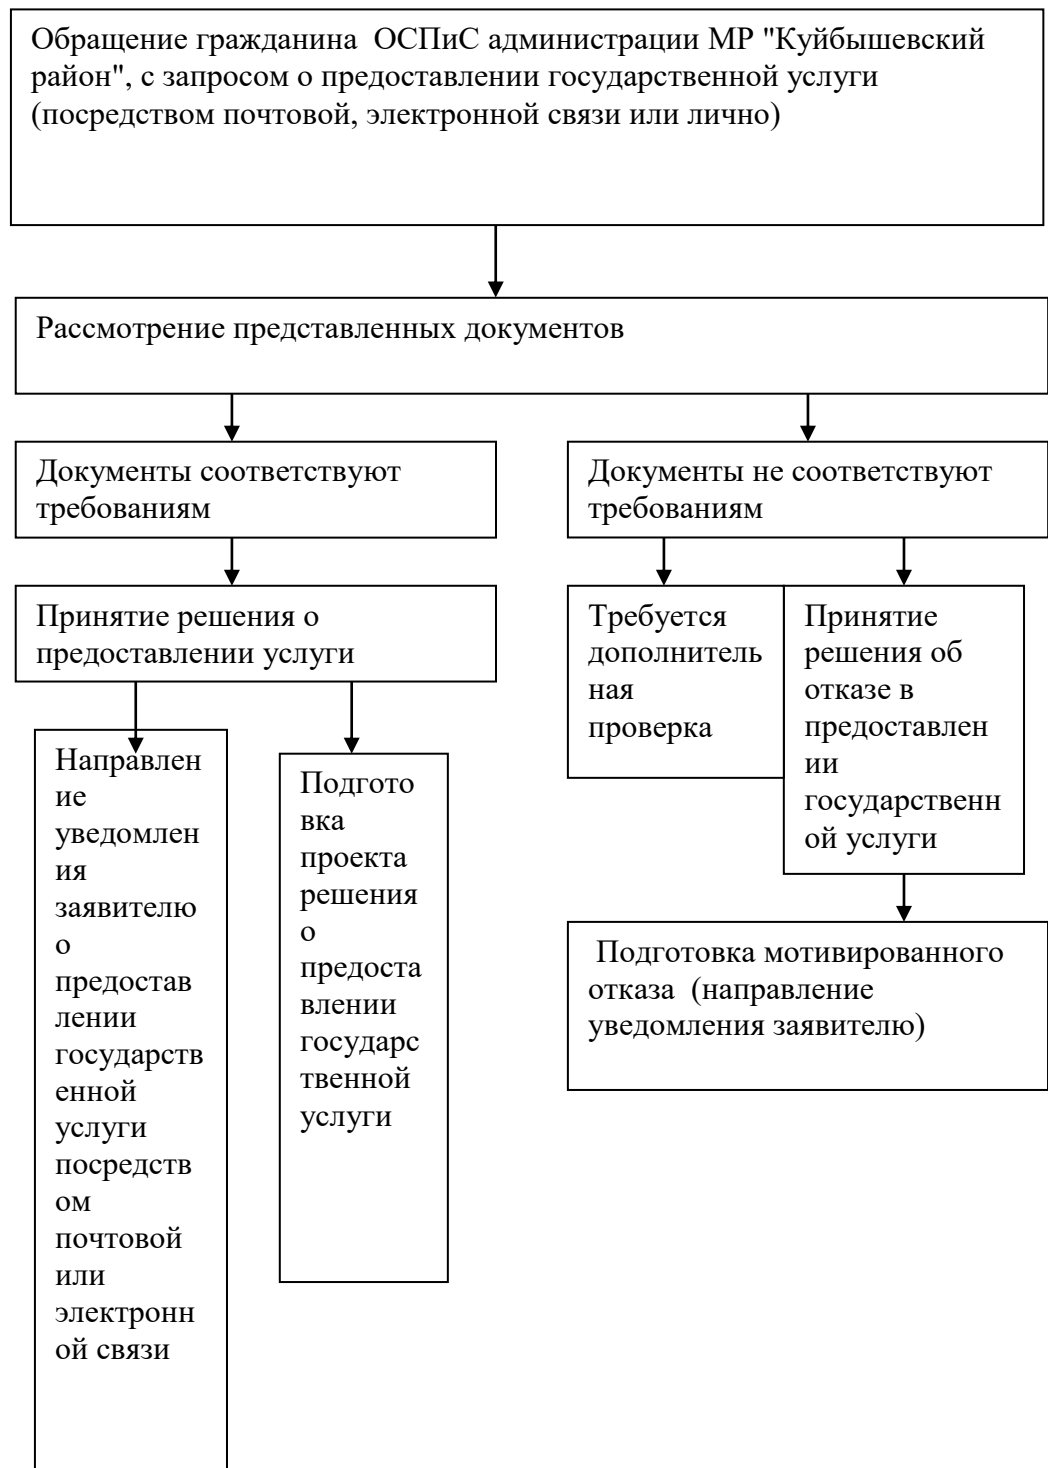 Обращение гражданина  ОСПиС администрации МР "Куйбышевский
район", с запросом о предоставлении государственной услуги
(посредством почтовой, электронной связи или лично)
Рассмотрение представленных документов
Документы соответствуют
требованиям
Документы не соответствуют
требованиям
Принятие решения о
предоставлении услуги
Требуется
дополнитель
ная
проверка
Принятие
решения об
отказе в
предоставлен
ии
государственн
ой услуги
Направлен
ие
уведомлен
ия
заявителю
о
предостав
лении
государств
енной
услуги
посредств
ом
почтовой
или
электронн
ой связи
Подгото
вка
проекта
решения
о
предоста
влении
государс
твенной
услуги
Подготовка мотивированного
отказа  (направление
уведомления заявителю)